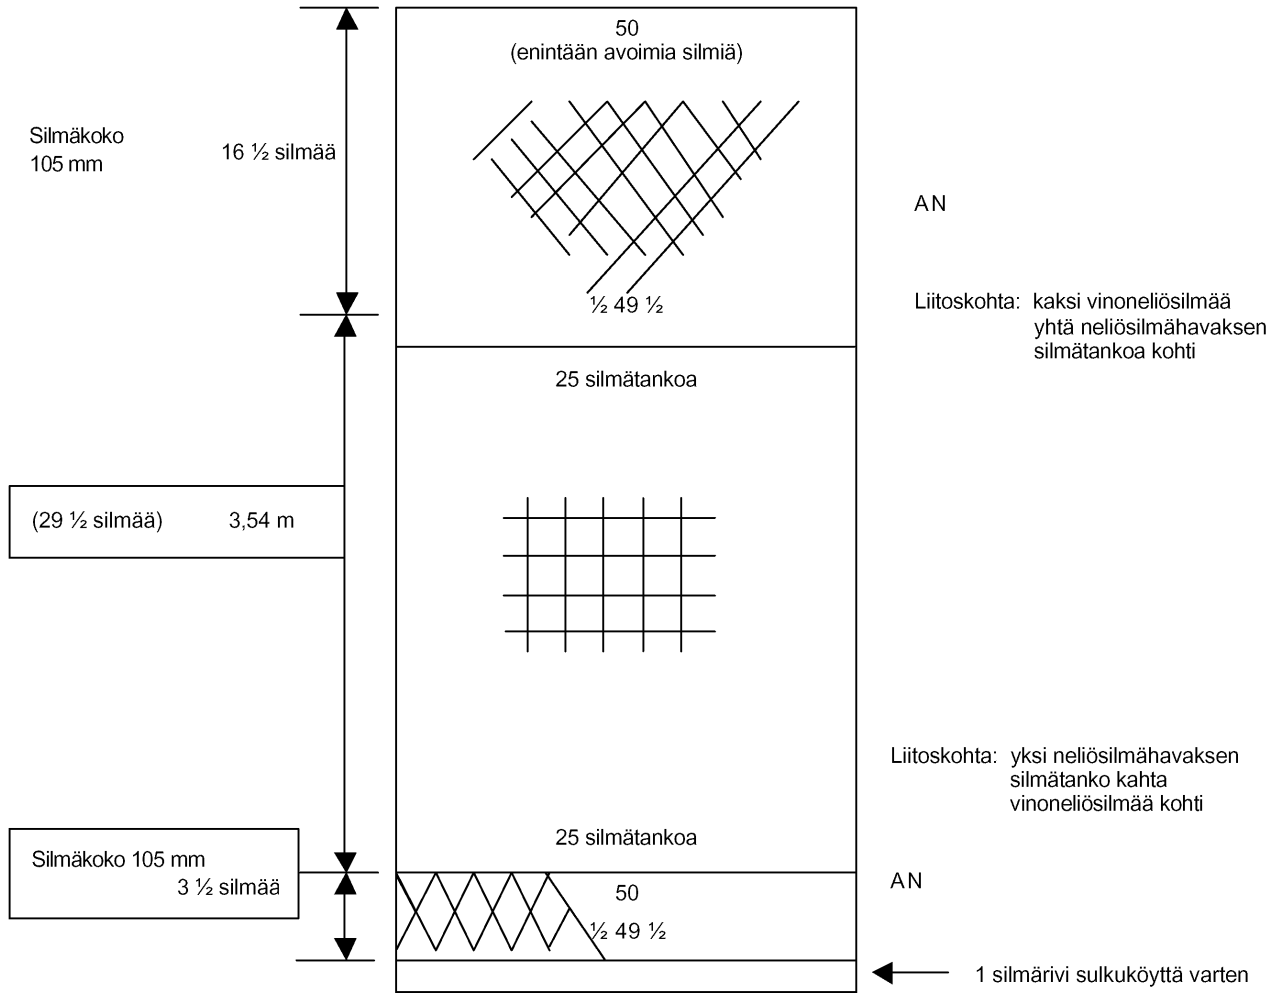 50
(enintään avoimia silmiä)
Silmäkoko
105 mm
16 ½ silmää
AN
½ 49 ½
Liitoskohta: kaksi vinoneliösilmää
yhtä neliösilmähavaksen
silmätankoa kohti
25 silmätankoa
(29 ½ silmää) 3,54 m
Liitoskohta: yksi neliösilmähavaksen
silmätanko kahta
vinoneliösilmää kohti
25 silmätankoa
Silmäkoko 105 mm
3 ½ silmää
50
AN
½ 49 ½
1 silmärivi sulkuköyttä varten